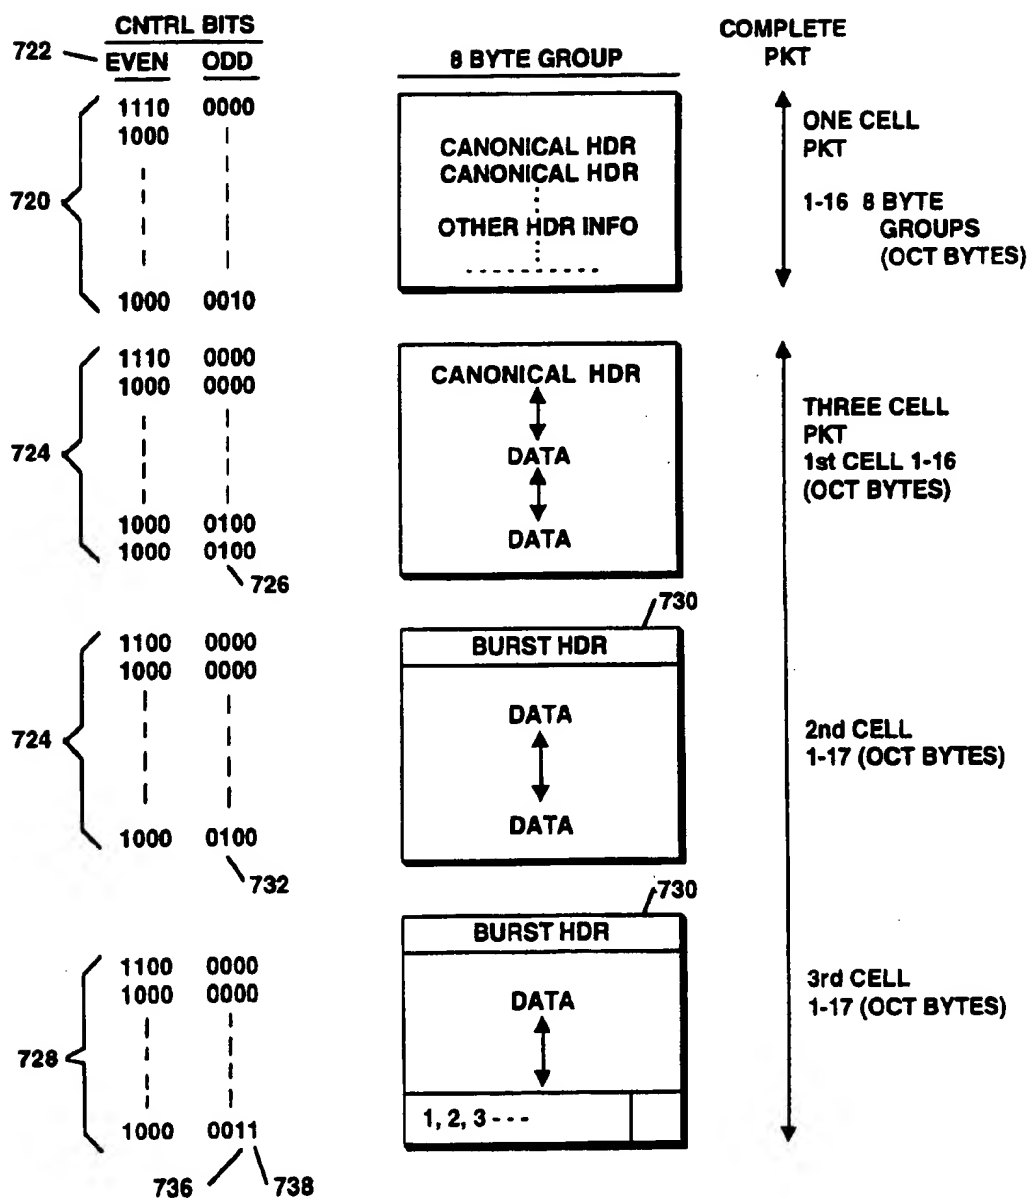 CNTRL BITS
722 EVEN ODD
8 BYTE GROUP
COMPLETE
PKT
720
1110 0000
1000
1000 0010
CANONICAL HDR
CANONICAL HDR
OTHER HDR INFO
ONE CELL
PKT
1-16 8 BYTE
GROUPS
(OCT BYTES)
724
1110 0000
1000 0000
1000 0100
1000 0100
726
CANONICAL HDR
DATA
DATA
THREE CELL
PKT
1st CELL 1-16
(OCT BYTES)
730
724
1100 0000
1000 0000
1000 0100
732
BURST HDR
DATA
DATA
2nd CELL
1-17 (OCT BYTES)
730
728
1100 0000
1000 0000
1000 0011
736 738
BURST HDR
DATA
1, 2, 3 - - -
3rd CELL
1-17 (OCT BYTES)